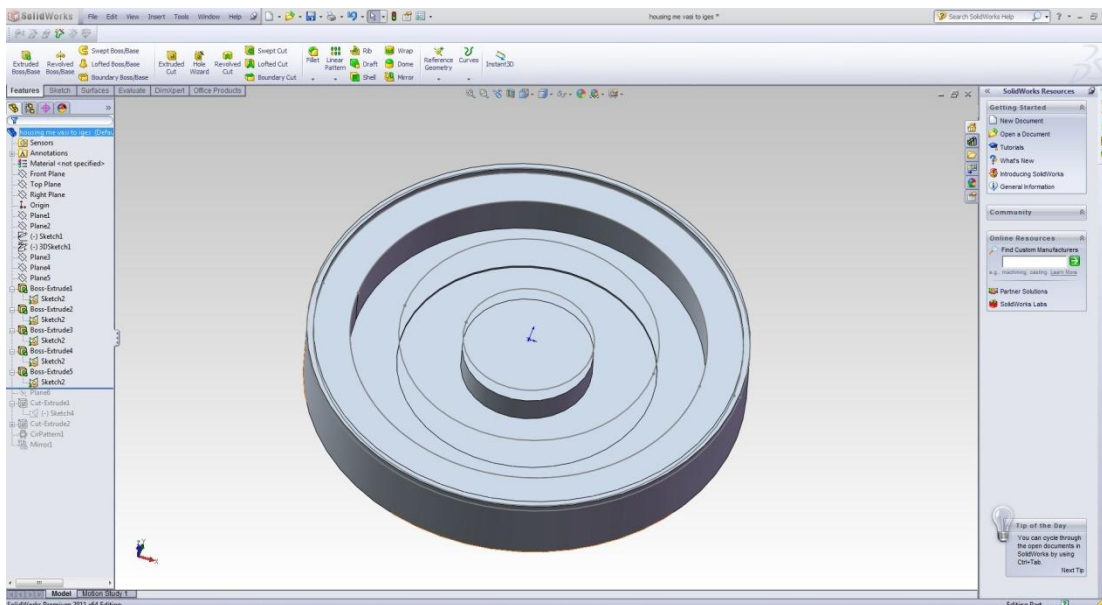 SolidWorks File Edit View Insert Tools Window Help housing me vasi to iges * Search SolidWorks Help
Extruded Boss/Base Revolved Boss/Base Swept Boss/Base Lofted Boss/Base Boundary Boss/Base Extruded Cut Hole Wizard Revolved Cut Swept Cut Lofted Cut Boundary Cut Fillet Linear Pattern Rib Draft Shell Wrap Dome Mirror Reference Geometry Curves Instant3D
Features Sketch Surfaces Evaluate DimXpert Office Products
housing me vasi to iges (Defau
Sensors
Annotations
Material <not specified>
Front Plane
Top Plane
Right Plane
Origin
Plane1
Plane2
(-) Sketch1
(-) 3DSketch1
Plane3
Plane4
Plane5
Boss-Extrude1
Sketch2
Boss-Extrude2
Sketch2
Boss-Extrude3
Sketch2
Boss-Extrude4
Sketch2
Boss-Extrude5
Sketch2
Plane6
Cut-Extrude1
(-) Sketch4
Cut-Extrude2
CirPattern1
Mirror1
SolidWorks Resources
Getting Started
New Document
Open a Document
Tutorials
What's New
Introducing SolidWorks
General Information
Community
Online Resources
Find Custom Manufacturers
e.g. machining, casting Learn More
Partner Solutions
SolidWorks Labs
Tip of the Day
You can cycle through
the open documents in
SolidWorks by using
Ctrl+Tab.
Next Tip
Model Motion Study 1
SolidWorks Premium 2011 x64 Edition Editing Part